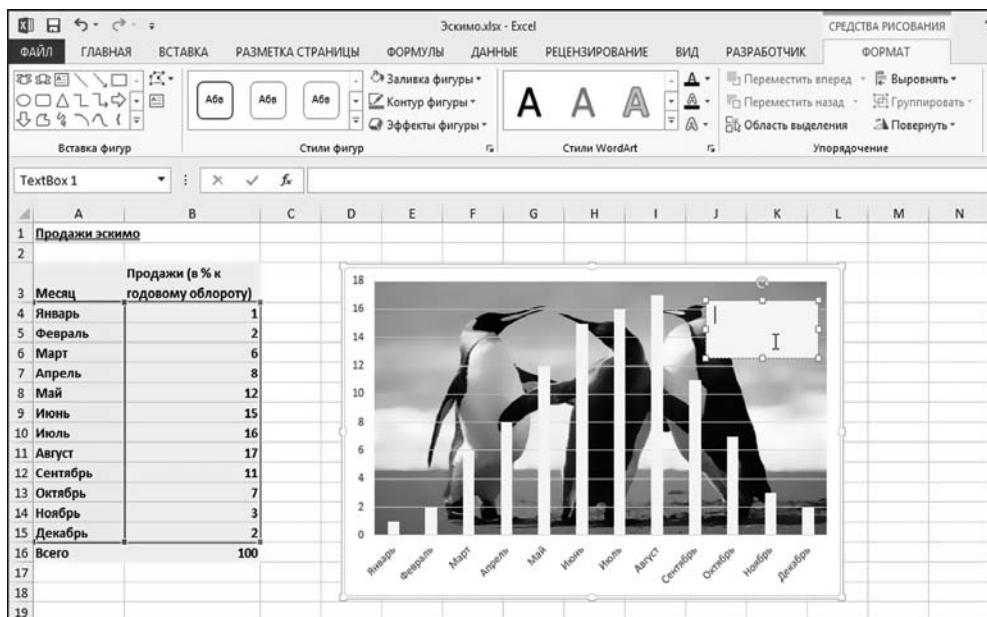 Эскимо.xlsx - Excel
СРЕДСТВА РИСОВАНИЯ
ФАЙЛ ГЛАВНАЯ ВСТАВКА РАЗМЕТКА СТРАНИЦЫ ФОРМУЛЫ ДАННЫЕ РЕЦЕНЗИРОВАНИЕ ВИД РАЗРАБОТЧИК ФОРМАТ
Абв Абв Абв
Заливка фигуры
Контур фигуры
Эффекты фигуры
A A A
A
A
A
Переместить вперед
Переместить назад
Область выделения
Выровнять
Группировать
Повернуть
Вставка фигур Стили фигур Стили WordArt Упорядочение
TextBox 1 fx
A B C D E F G H I J K L M N
1 Продажи эскимо
2
Продажи (в % к
3 Месяц годовому облороту)
4 Январь 1
5 Февраль 2
6 Март 6
7 Апрель 8
8 Май 12
9 Июнь 15
10 Июль 16
11 Август 17
12 Сентябрь 11
13 Октябрь 7
14 Ноябрь 3
15 Декабрь 2
16 Всего 100
17
18
19
18
16
14
12
10
8
6
4
2
0
Январь Февраль Март Апрель Май Июнь Июль Август Сентябрь Октябрь Ноябрь Декабрь